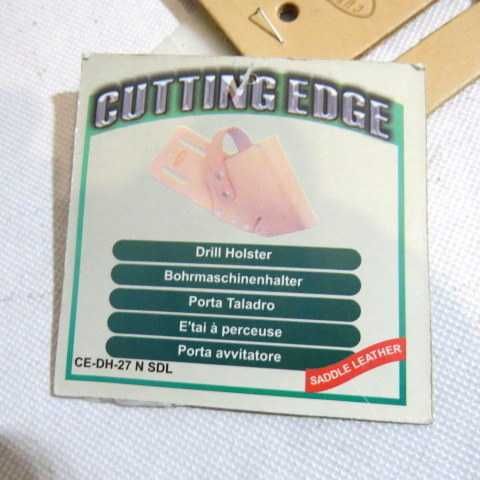 CUTTING EDGE
Drill Holster
Bohrmaschinenhalter
Porta Taladro
E'tai à perceuse
Porta avvitatore
CE-DH-27 N SDL
SADDLE LEATHER